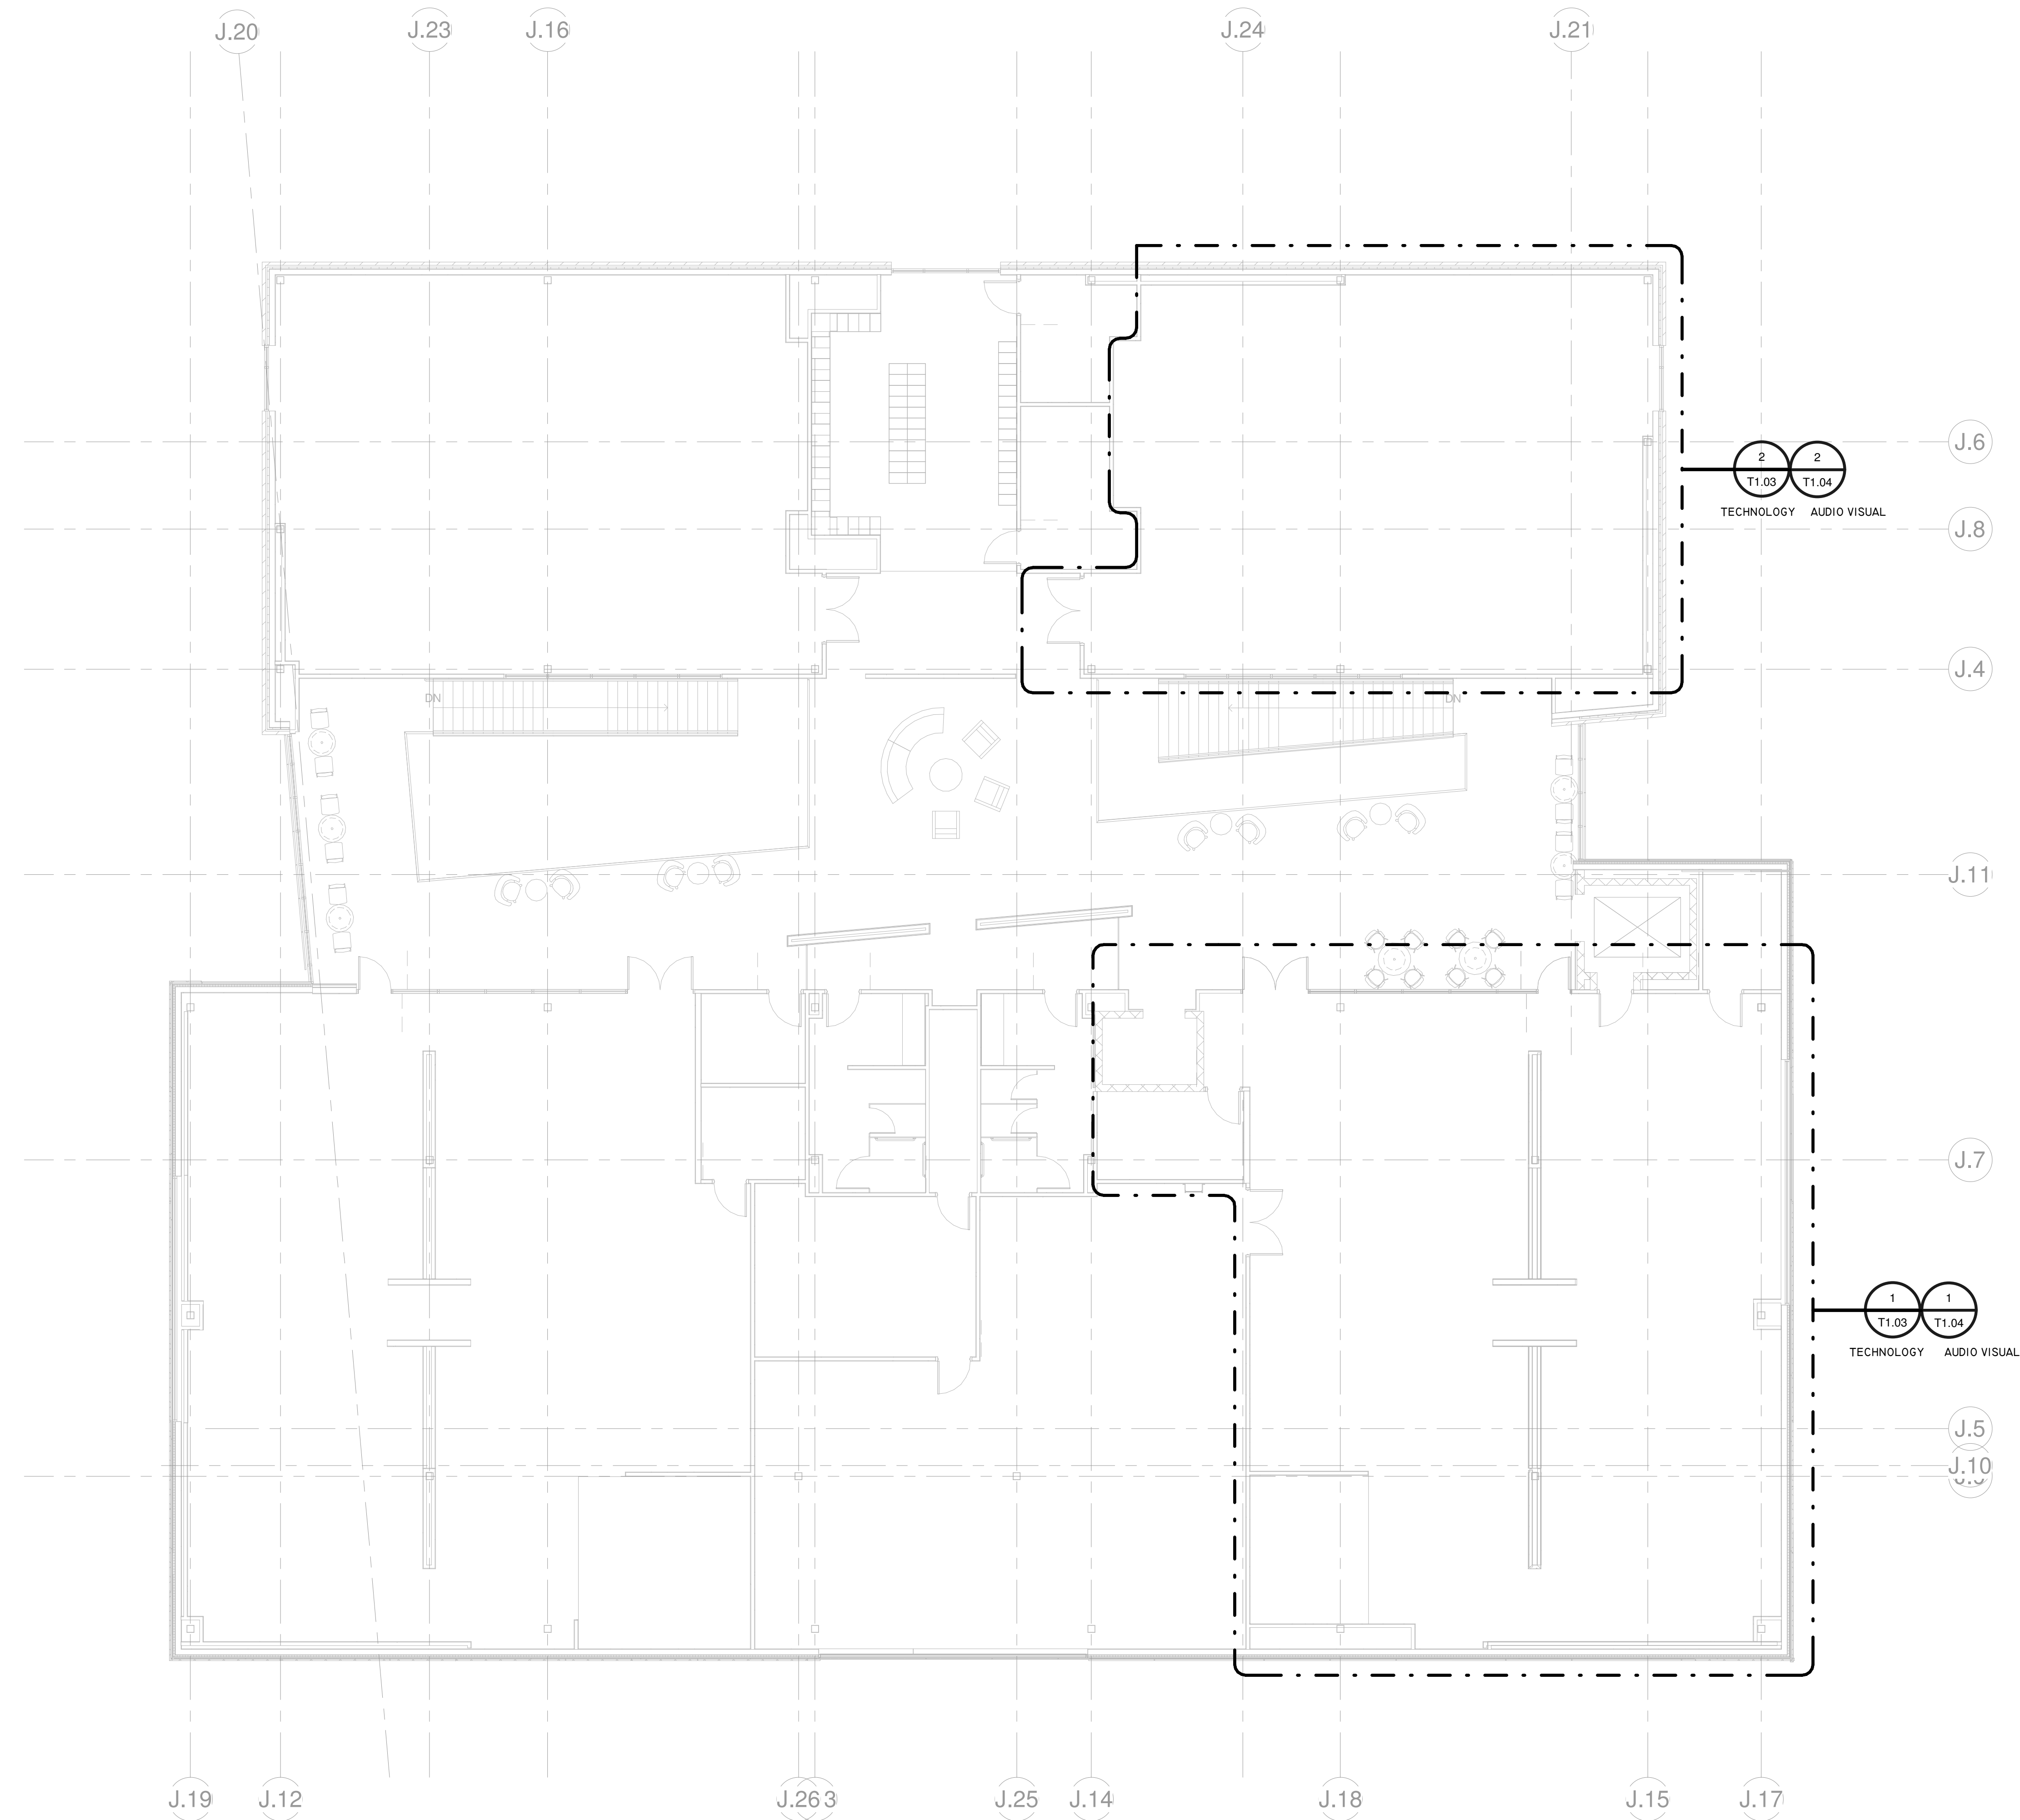 J.20 J.23 J.16 J.24 J.21
J.6
2 2
T1.03 T1.04
TECHNOLOGY AUDIO VISUAL
J.8
J.4
DN DN
J.11
J.7
1 1
T1.03 T1.04
TECHNOLOGY AUDIO VISUAL
J.5
J.10
J.19 J.12 J.26 J.25 J.14 J.18 J.15 J.17